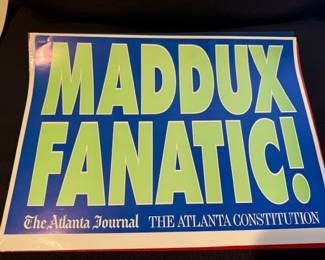 MADDUX
FANATIC!
The Atlanta Journal THE ATLANTA CONSTITUTION